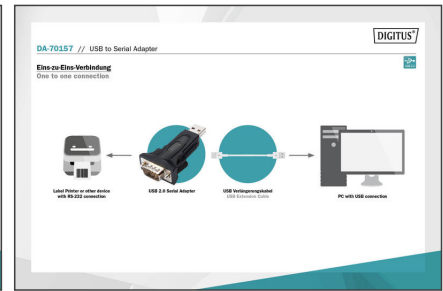 DIGITUS®
DA-70157 // USB to Serial Adapter
Eins-zu-Eins-Verbindung
One to one connection
Label Printer or other device
with RS-232 connection
USB 2.0 Serial Adapter
USB Verlängerungskabel
USB Extension Cable
PC with USB connection